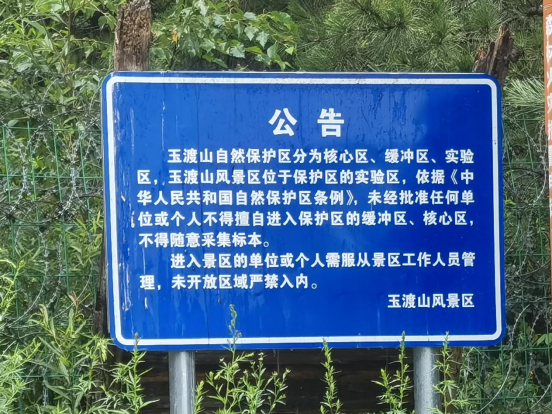 公告
玉渡山自然保护区分为核心区、缓冲区、实验
区，玉渡山风景区位于保护区的实验区，依据《中
华人民共和国自然保护区条例》，未经批准任何单
位或个人不得擅自进入保护区的缓冲区、核心区，
不得随意采集标本。
进入景区的单位或个人需服从景区工作人员管
理，未开放区域严禁入内。
玉渡山风景区